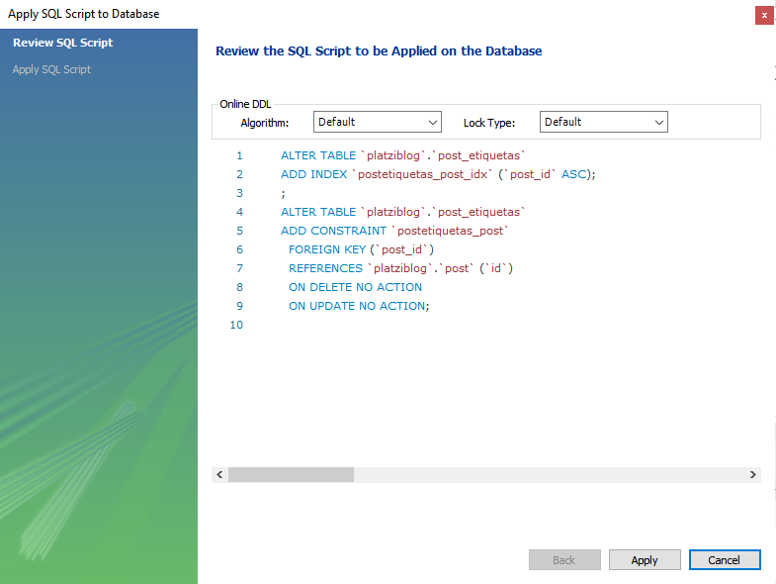 Apply SQL Script to Database
x
Review SQL Script
Apply SQL Script
Review the SQL Script to be Applied on the Database
Online DDL
Algorithm: Default Lock Type: Default
1 ALTER TABLE `platziblog`.`post_etiquetas`
2 ADD INDEX `postetiquetas_post_idx` (`post_id` ASC);
3 ;
4 ALTER TABLE `platziblog`.`post_etiquetas`
5 ADD CONSTRAINT `postetiquetas_post`
6 FOREIGN KEY (`post_id`)
7 REFERENCES `platziblog`.`post` (`id`)
8 ON DELETE NO ACTION
9 ON UPDATE NO ACTION;
10
Back Apply Cancel